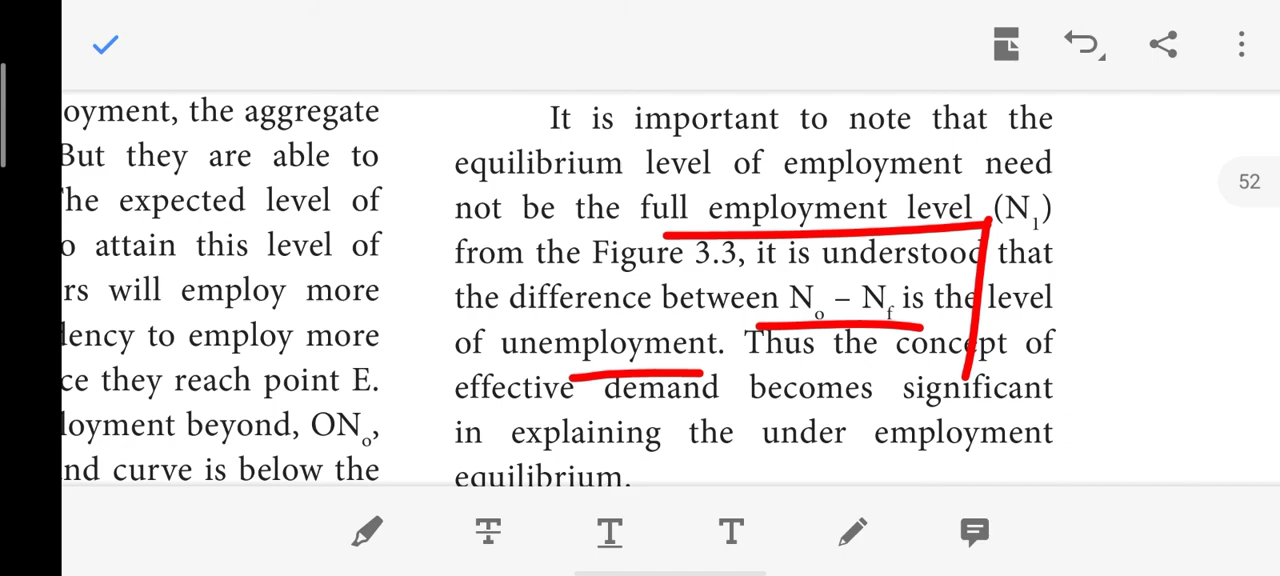 oyment, the aggregate
But they are able to
The expected level of
o attain this level of
rs will employ more
dency to employ more
ce they reach point E.
loyment beyond, ONo,
nd curve is below the
It is important to note that the
equilibrium level of employment need
not be the full employment level (N1)
from the Figure 3.3, it is understood that
the difference between No – Nf is the level
of unemployment. Thus the concept of
effective demand becomes significant
in explaining the under employment
equilibrium.
52